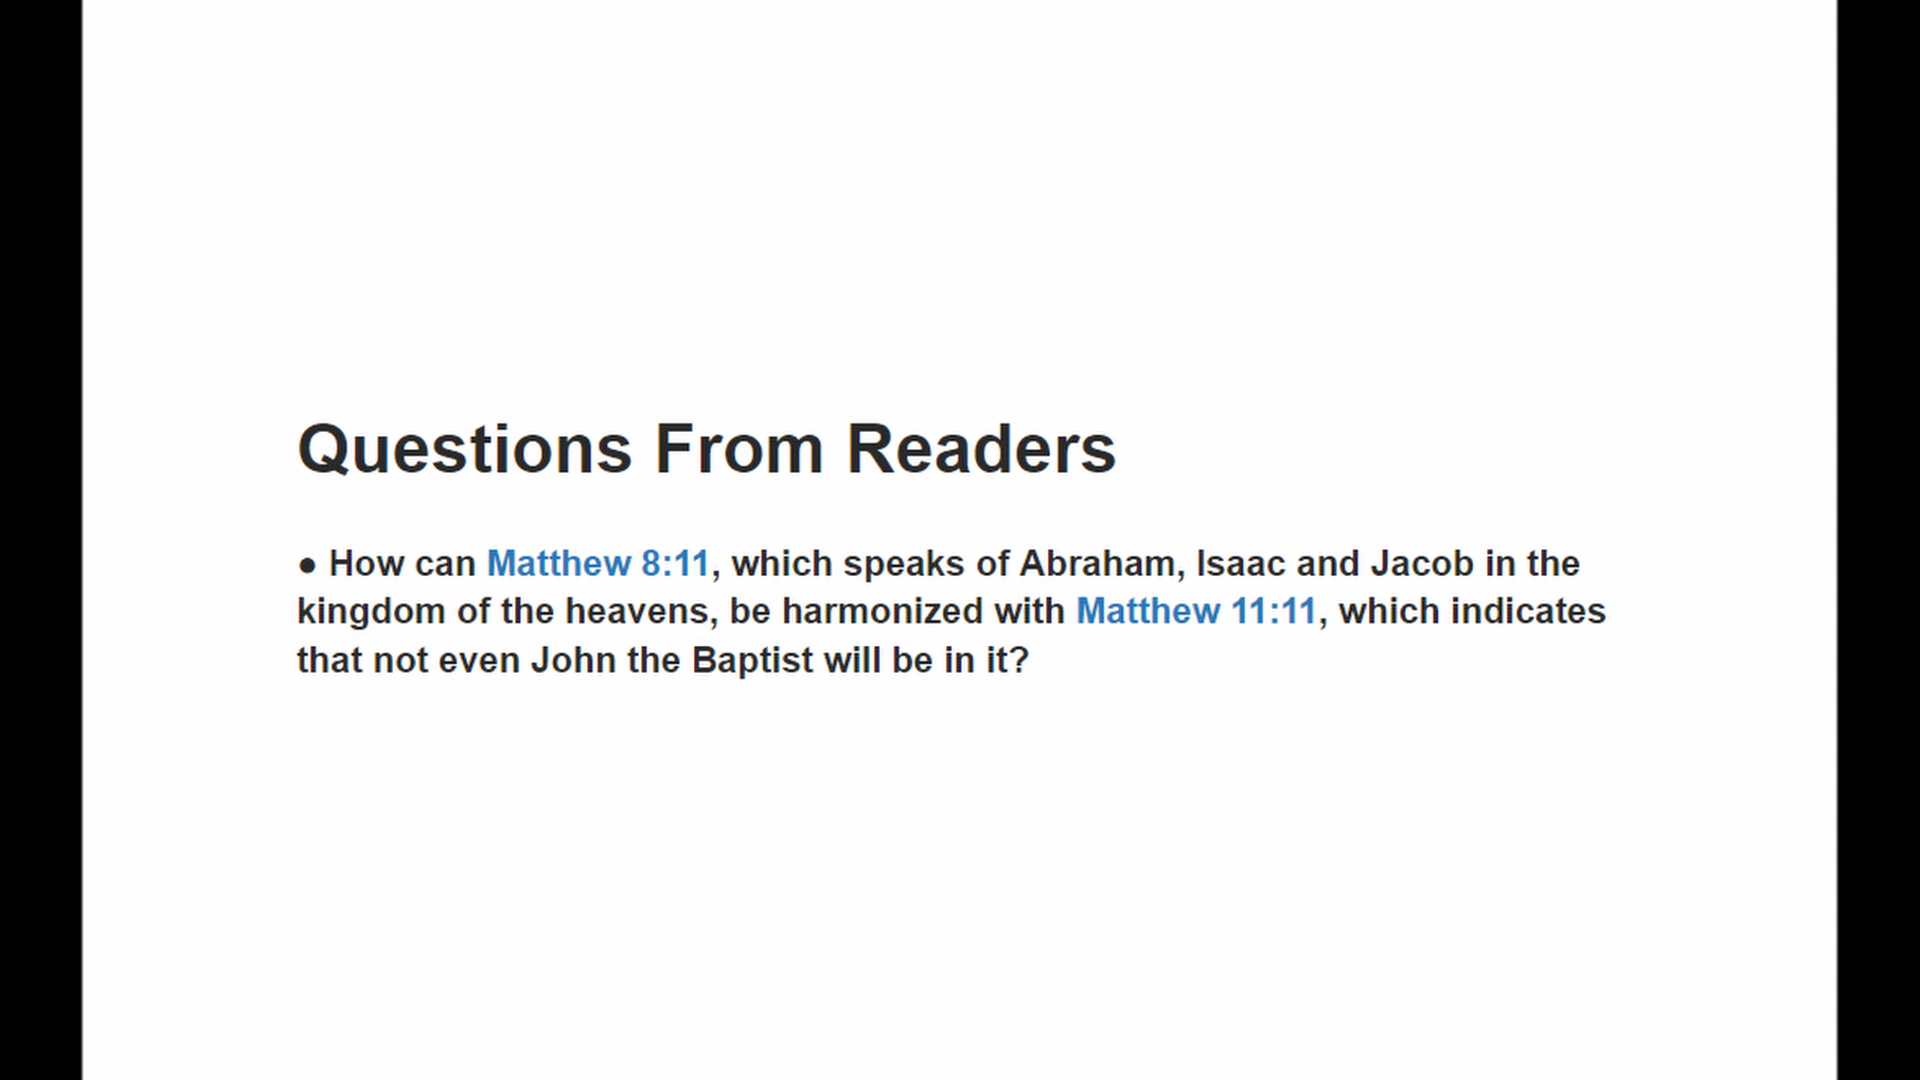 Questions From Readers
● How can Matthew 8:11, which speaks of Abraham, Isaac and Jacob in the
kingdom of the heavens, be harmonized with Matthew 11:11, which indicates
that not even John the Baptist will be in it?